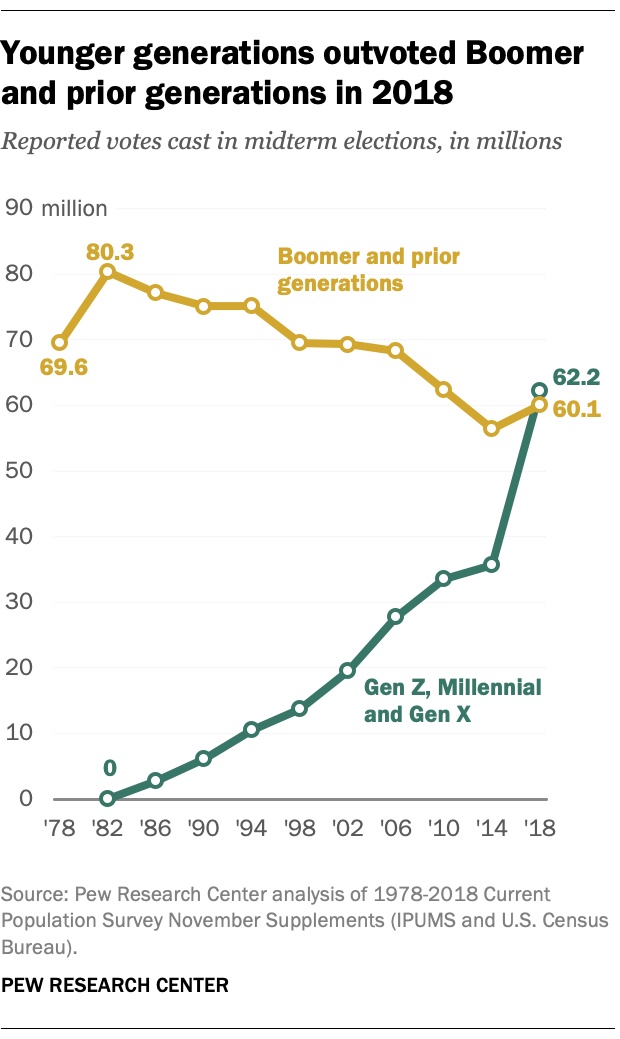 Younger generations outvoted Boomer
and prior generations in 2018
Reported votes cast in midterm elections, in millions
90 million
80.3
Boomer and prior
generations
80
70
69.6
62.2
60
60.1
50
40
30
20
Gen Z, Millennial
and Gen X
10
0
0
'78 '82 '86 '90 '94 '98 '02 '06 '10 '14 '18
Source: Pew Research Center analysis of 1978-2018 Current
Population Survey November Supplements (IPUMS and U.S. Census
Bureau).
PEW RESEARCH CENTER